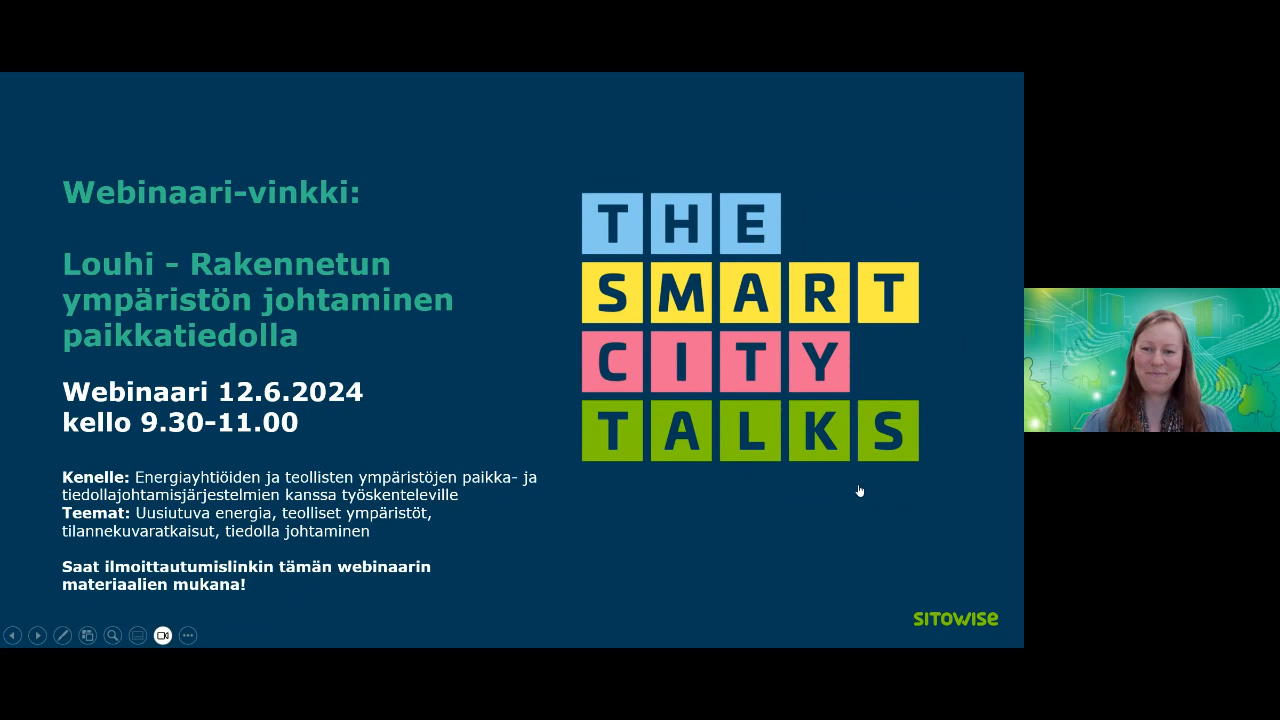 Webinaari-vinkki:
Louhi - Rakennetun
ympäristön johtaminen
paikkatiedolla
Webinaari 12.6.2024
kello 9.30-11.00
Kenelle: Energiayhtiöiden ja teollisten ympäristöjen paikka- ja
tiedollajohtamisjärjestelmien kanssa työskenteleville
Teemat: Uusiutuva energia, teolliset ympäristöt,
tilannekuvaratkaisut, tiedolla johtaminen
Saat ilmoittautumislinkin tämän webinaarin
materiaalien mukana!
THE
SMART
CITY
TALKS
SITOWISE